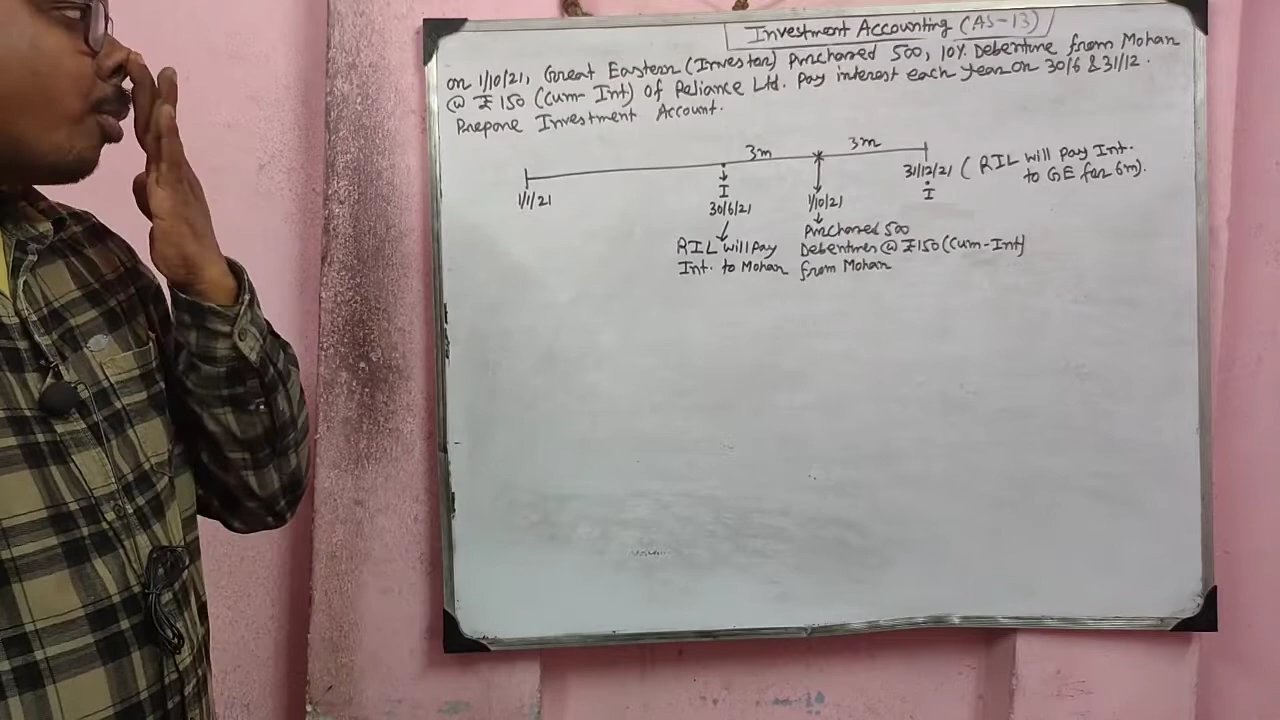 Investment Accounting (AS-13)
on 1/10/21, Great Eastern (Investor) Purchased 500, 10% Debenture from Mohan
@ ₹150 (Cum-Int) of Reliance Ltd. Pay interest each year on 30/6 & 31/12.
Prepare Investment Account.
3m
3m
1/1/21
I
30/6/21
1/10/21
31/12/21 ( RIL will pay Int.
to GE for 6m).
I
RIL will pay
Int. to Mohan
Purchased 500
Debentures @ ₹150 (Cum-Int)
from Mohan